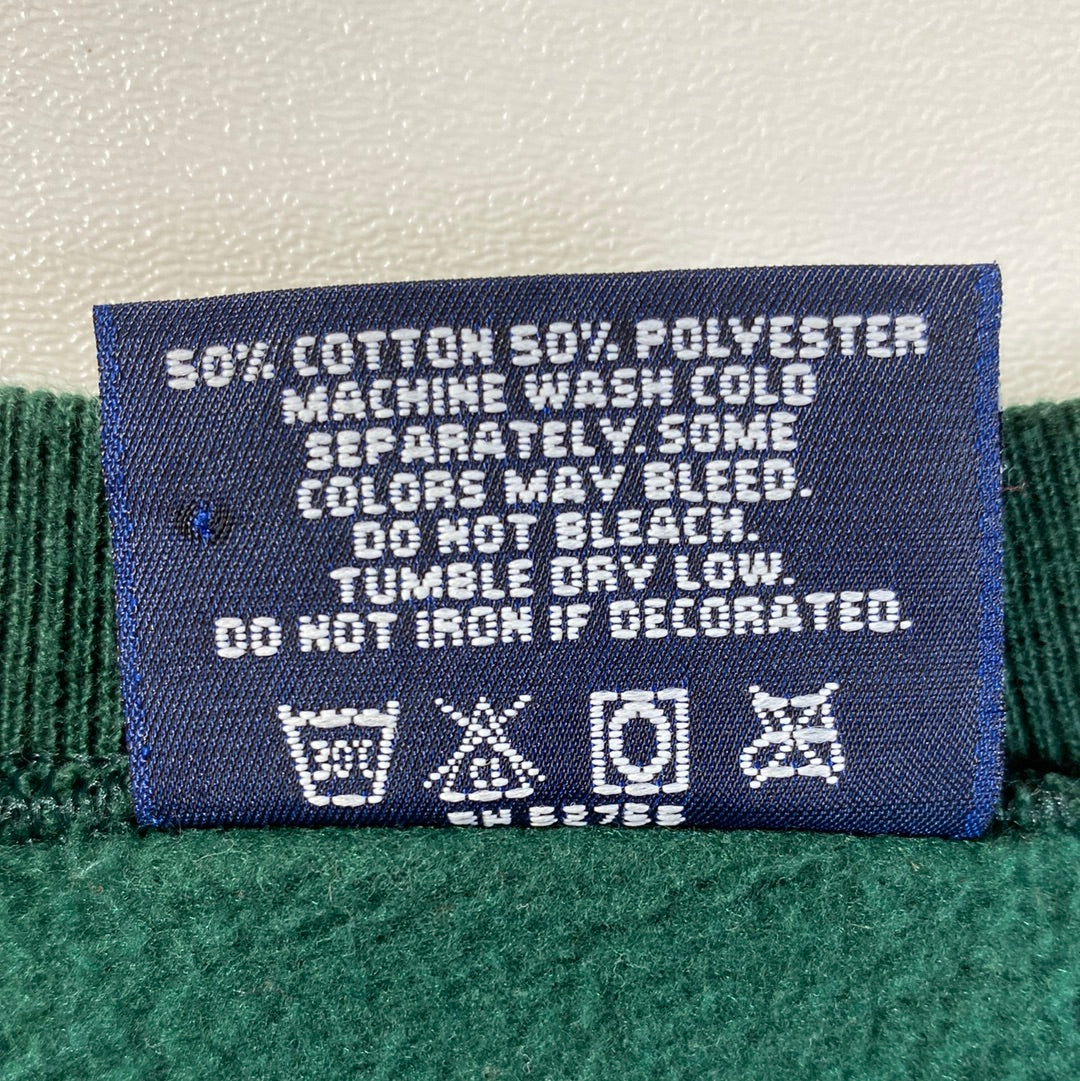 50% COTTON 50% POLYESTER
MACHINE WASH COLD
SEPARATELY. SOME
COLORS MAY BLEED.
DO NOT BLEACH.
TUMBLE DRY LOW.
DO NOT IRON IF DECORATED.
30°C CL